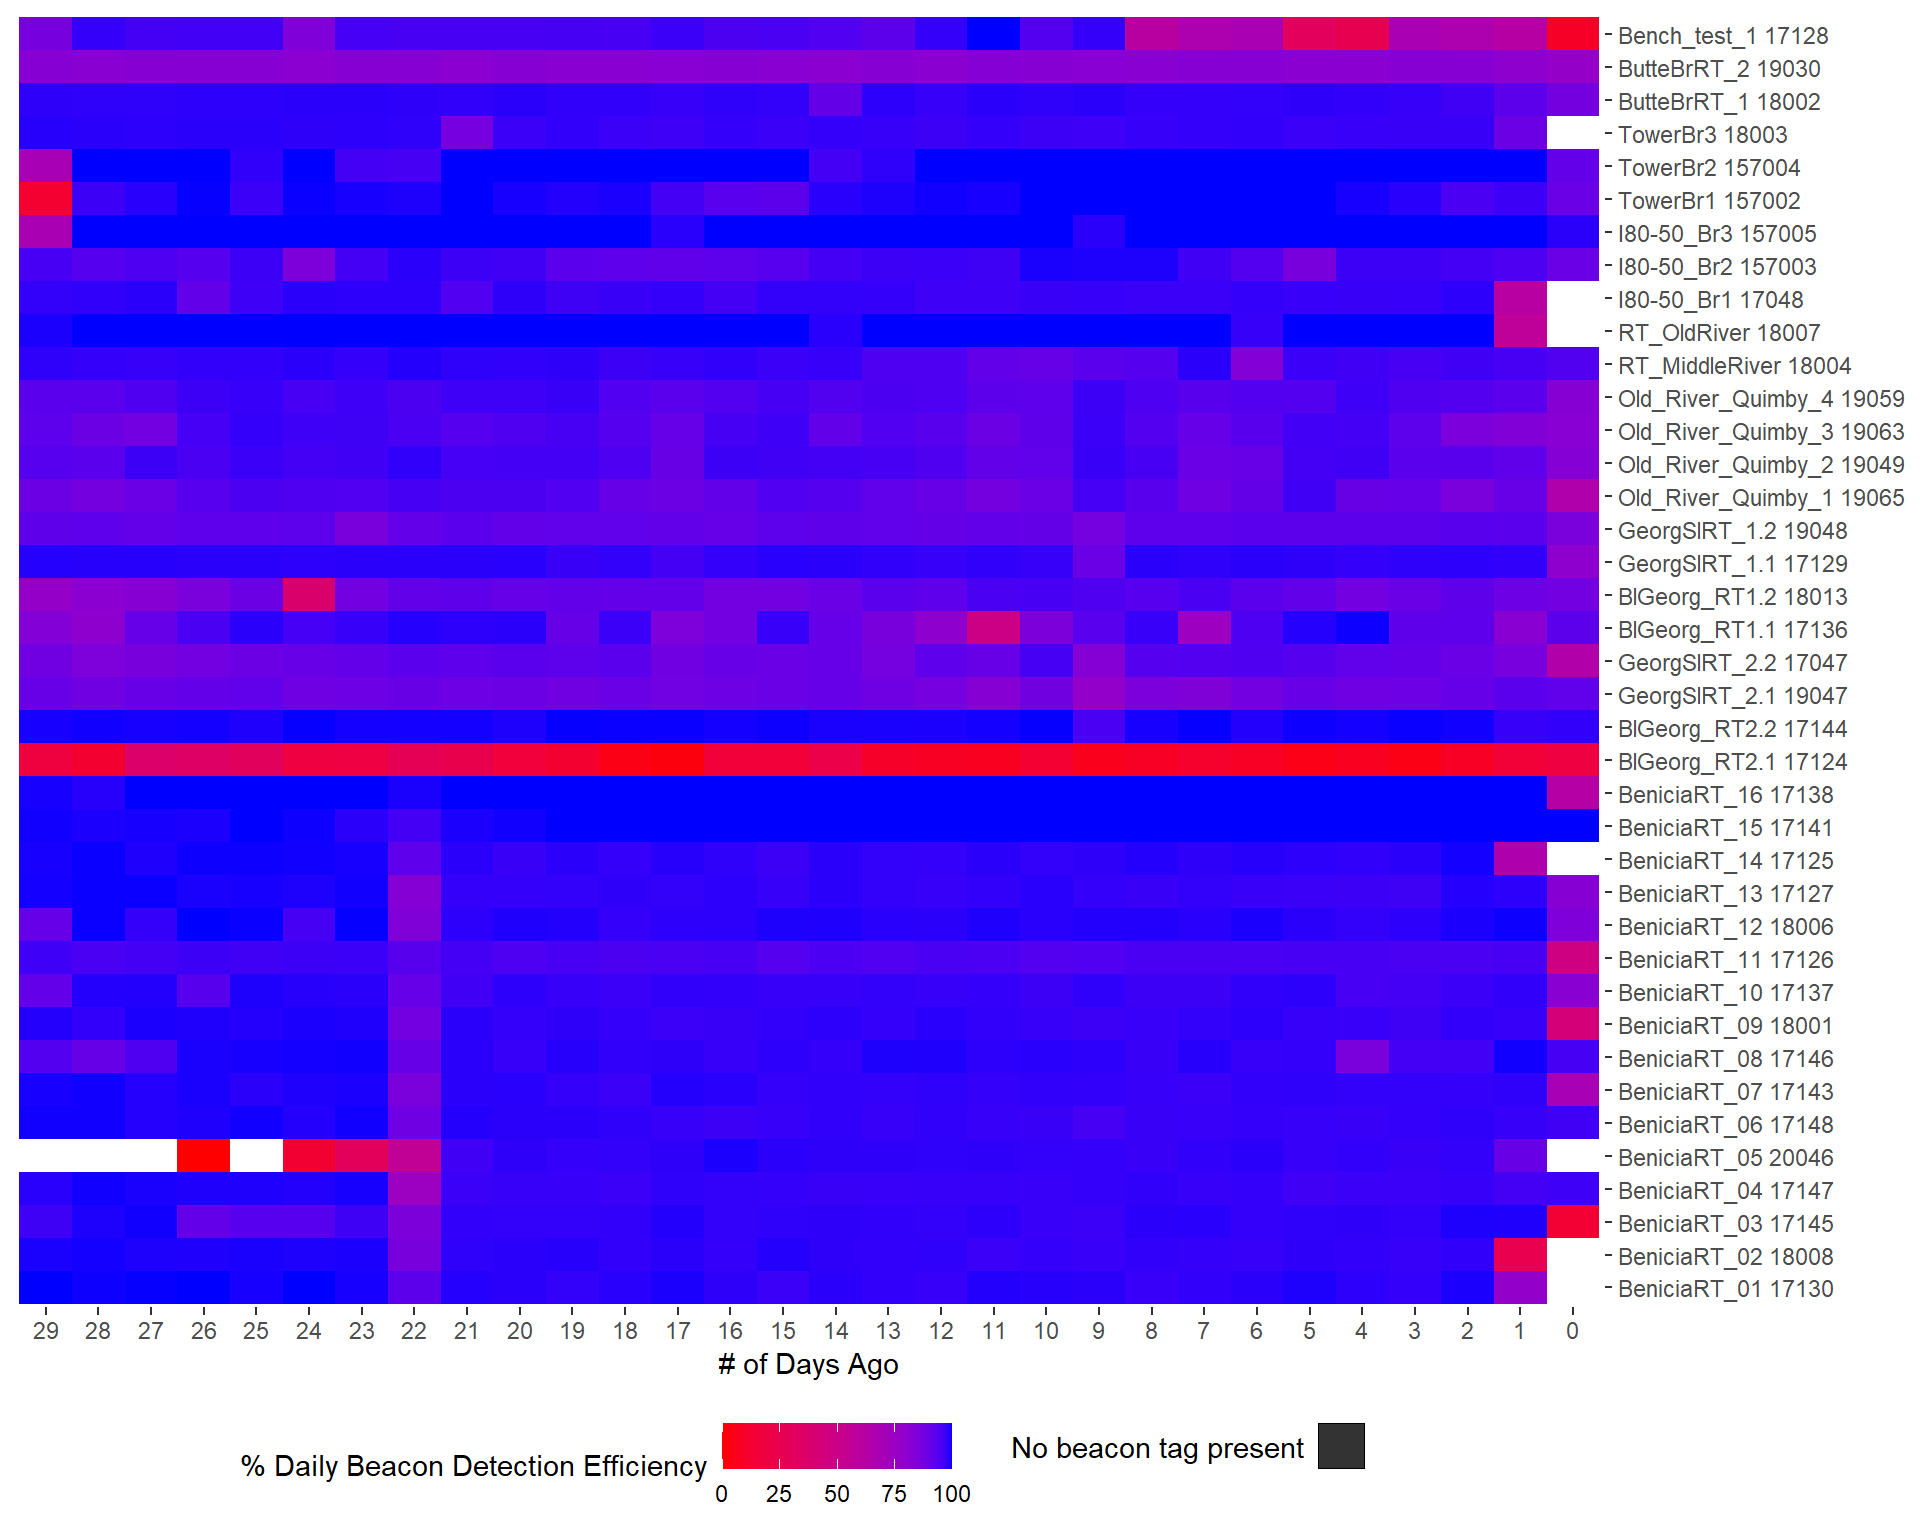 Bench_test_1 17128
ButteBrRT_2 19030
ButteBrRT_1 18002
TowerBr3 18003
TowerBr2 157004
TowerBr1 157002
I80-50_Br3 157005
I80-50_Br2 157003
I80-50_Br1 17048
RT_OldRiver 18007
RT_MiddleRiver 18004
Old_River_Quimby_4 19059
Old_River_Quimby_3 19063
Old_River_Quimby_2 19049
Old_River_Quimby_1 19065
GeorgSlRT_1.2 19048
GeorgSlRT_1.1 17129
BlGeorg_RT1.2 18013
BlGeorg_RT1.1 17136
GeorgSlRT_2.2 17047
GeorgSlRT_2.1 19047
BlGeorg_RT2.2 17144
BlGeorg_RT2.1 17124
BeniciaRT_16 17138
BeniciaRT_15 17141
BeniciaRT_14 17125
BeniciaRT_13 17127
BeniciaRT_12 18006
BeniciaRT_11 17126
BeniciaRT_10 17137
BeniciaRT_09 18001
BeniciaRT_08 17146
BeniciaRT_07 17143
BeniciaRT_06 17148
BeniciaRT_05 20046
BeniciaRT_04 17147
BeniciaRT_03 17145
BeniciaRT_02 18008
BeniciaRT_01 17130
29 28 27 26 25 24 23 22 21 20 19 18 17 16 15 14 13 12 11 10 9 8 7 6 5 4 3 2 1 0
# of Days Ago
% Daily Beacon Detection Efficiency
0 25 50 75 100
No beacon tag present